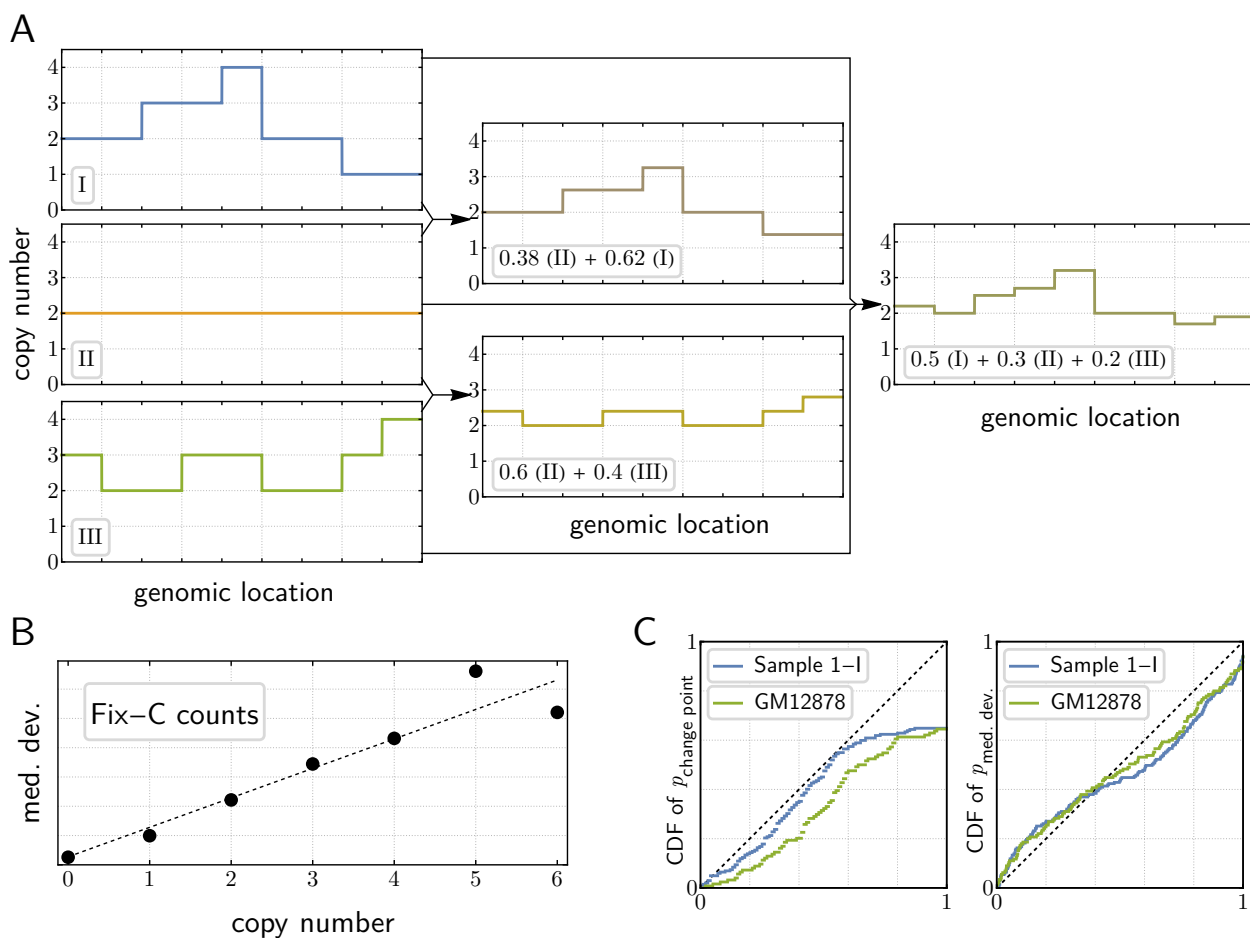 A
4
3
2
1
0
I
4
3
2
1
0
II
4
3
2
1
0
III
copy number
genomic location
4
3
2
1
0
0.38 (II) + 0.62 (I)
4
3
2
1
0
0.6 (II) + 0.4 (III)
genomic location
4
3
2
1
0
0.5 (I) + 0.3 (II) + 0.2 (III)
genomic location
B
Fix–C counts
med. dev.
0 1 2 3 4 5 6
copy number
C
1
Sample 1–I
GM12878
CDF of p change point
0
0 1
1
Sample 1–I
GM12878
CDF of p med. dev.
0
0 1